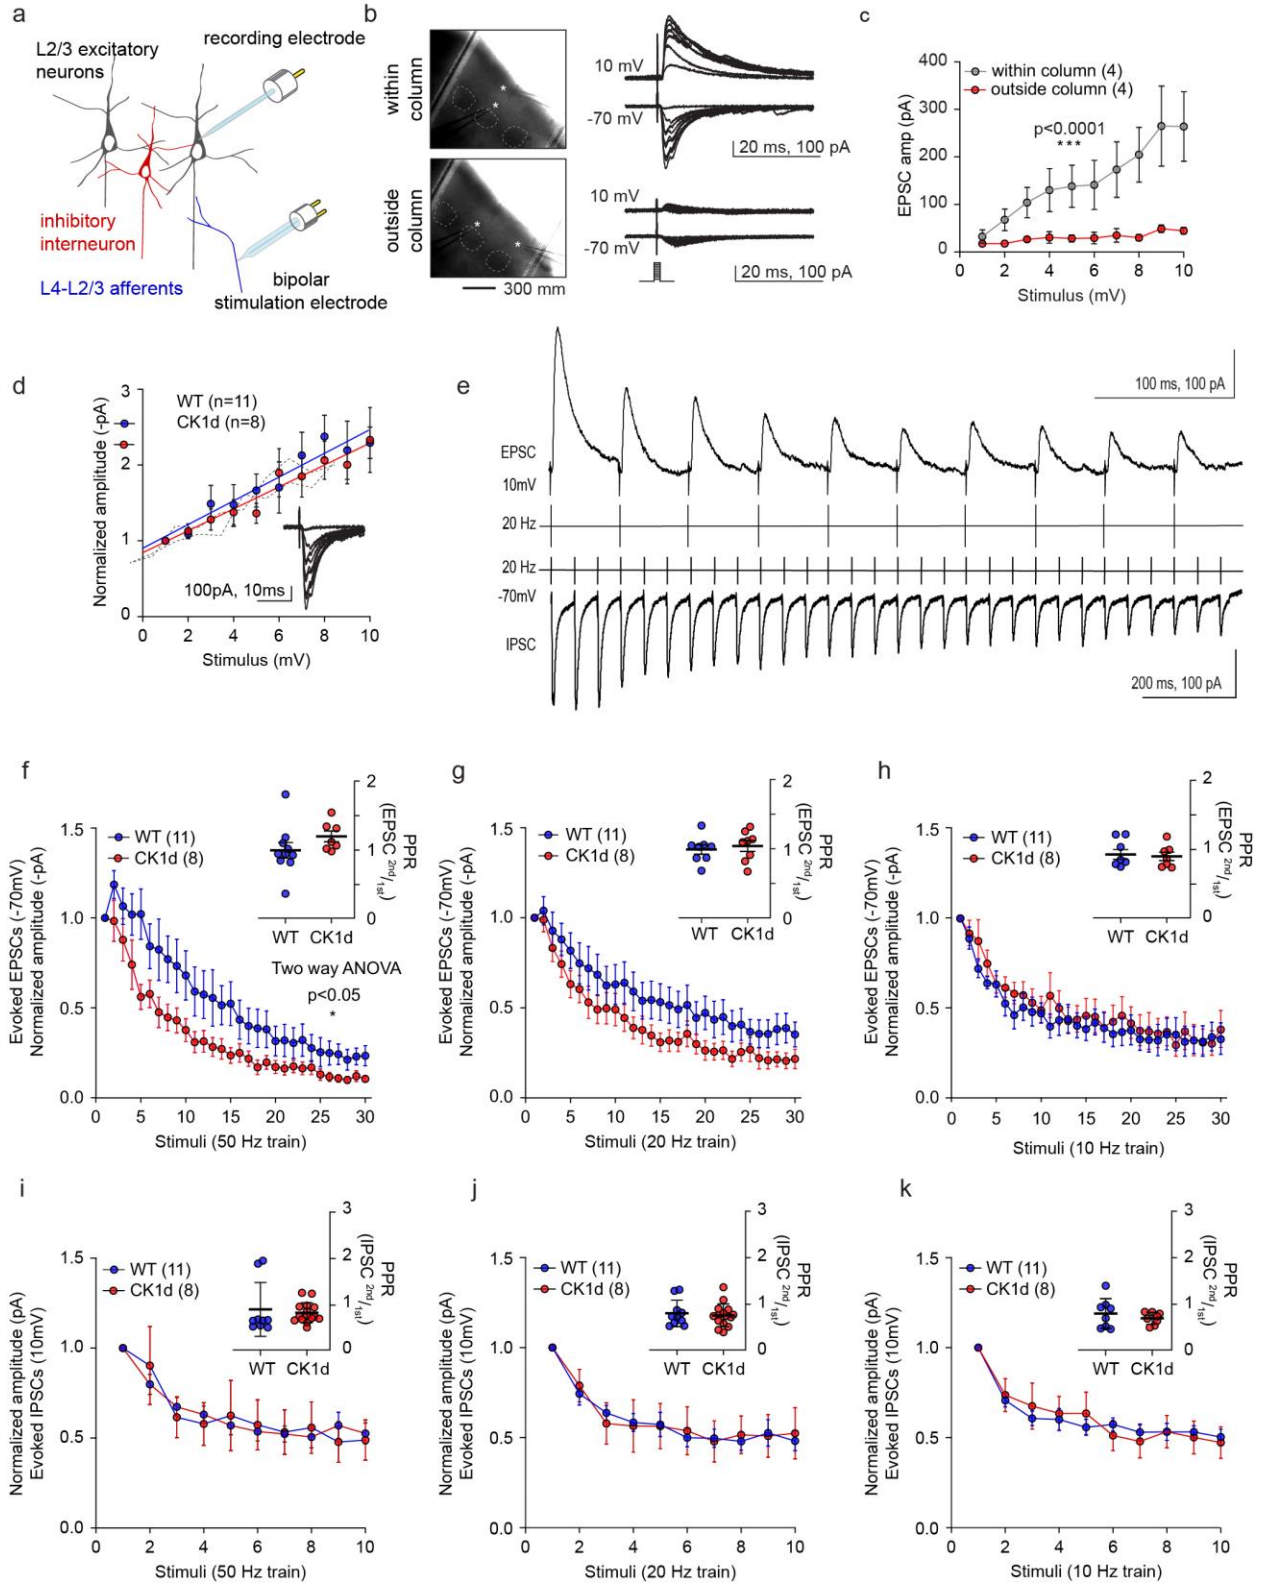 a
L2/3 excitatory
neurons
recording electrode
inhibitory
interneuron
L4-L2/3 afferents
bipolar
stimulation electrode
b
within
column
outside
column
300 mm
10 mV
-70 mV
20 ms, 100 pA
10 mV
-70 mV
20 ms, 100 pA
c
EPSC amp (pA)
400
300
200
100
0
within column (4)
outside column (4)
p<0.0001
***
0 2 4 6 8 10
Stimulus (mV)
d
Normalized amplitude (-pA)
3
2
1
0
WT (n=11)
CK1d (n=8)
100pA, 10ms
0 2 4 6 8 10
Stimulus (mV)
e
100 ms, 100 pA
EPSC
10mV
20 Hz
20 Hz
-70mV
IPSC
200 ms, 100 pA
f
Evoked EPSCs (-70mV)
Normalized amplitude (-pA)
1.5
1.0
0.5
0.0
WT (11)
CK1d (8)
2
1
0
PPR
(EPSC 2nd/1st)
WT CK1d
Two way ANOVA
p<0.05
*
0 5 10 15 20 25 30
Stimuli (50 Hz train)
g
Evoked EPSCs (-70mV)
Normalized amplitude (-pA)
1.5
1.0
0.5
0.0
WT (11)
CK1d (8)
2
1
0
PPR
(EPSC 2nd/1st)
WT CK1d
0 5 10 15 20 25 30
Stimuli (20 Hz train)
h
Evoked EPSCs (-70mV)
Normalized amplitude (-pA)
1.5
1.0
0.5
0.0
WT (11)
CK1d (8)
2
1
0
PPR
(EPSC 2nd/1st)
WT CK1d
0 5 10 15 20 25 30
Stimuli (10 Hz train)
i
Normalized amplitude (pA)
Evoked IPSCs (10mV)
1.5
1.0
0.5
0.0
WT (11)
CK1d (8)
3
2
1
0
PPR
(IPSC 2nd/1st)
WT CK1d
0 2 4 6 8 10
Stimuli (50 Hz train)
j
Normalized amplitude (pA)
Evoked IPSCs (10mV)
1.5
1.0
0.5
0.0
WT (11)
CK1d (8)
3
2
1
0
PPR
(IPSC 2nd/1st)
WT CK1d
0 2 4 6 8 10
Stimuli (20 Hz train)
k
Normalized amplitude (pA)
Evoked IPSCs (10mV)
1.5
1.0
0.5
0.0
WT (11)
CK1d (8)
3
2
1
0
PPR
(IPSC 2nd/1st)
WT CK1d
0 2 4 6 8 10
Stimuli (10 Hz train)